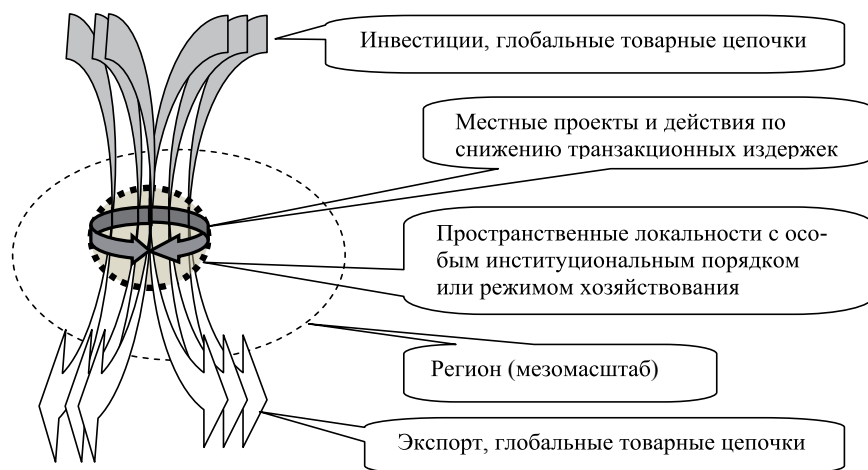 Инвестиции, глобальные товарные цепочки
Местные проекты и действия по
снижению транзакционных издержек
Пространственные локальности с осо-
бым институциональным порядком
или режимом хозяйствования
Регион (мезомасштаб)
Экспорт, глобальные товарные цепочки